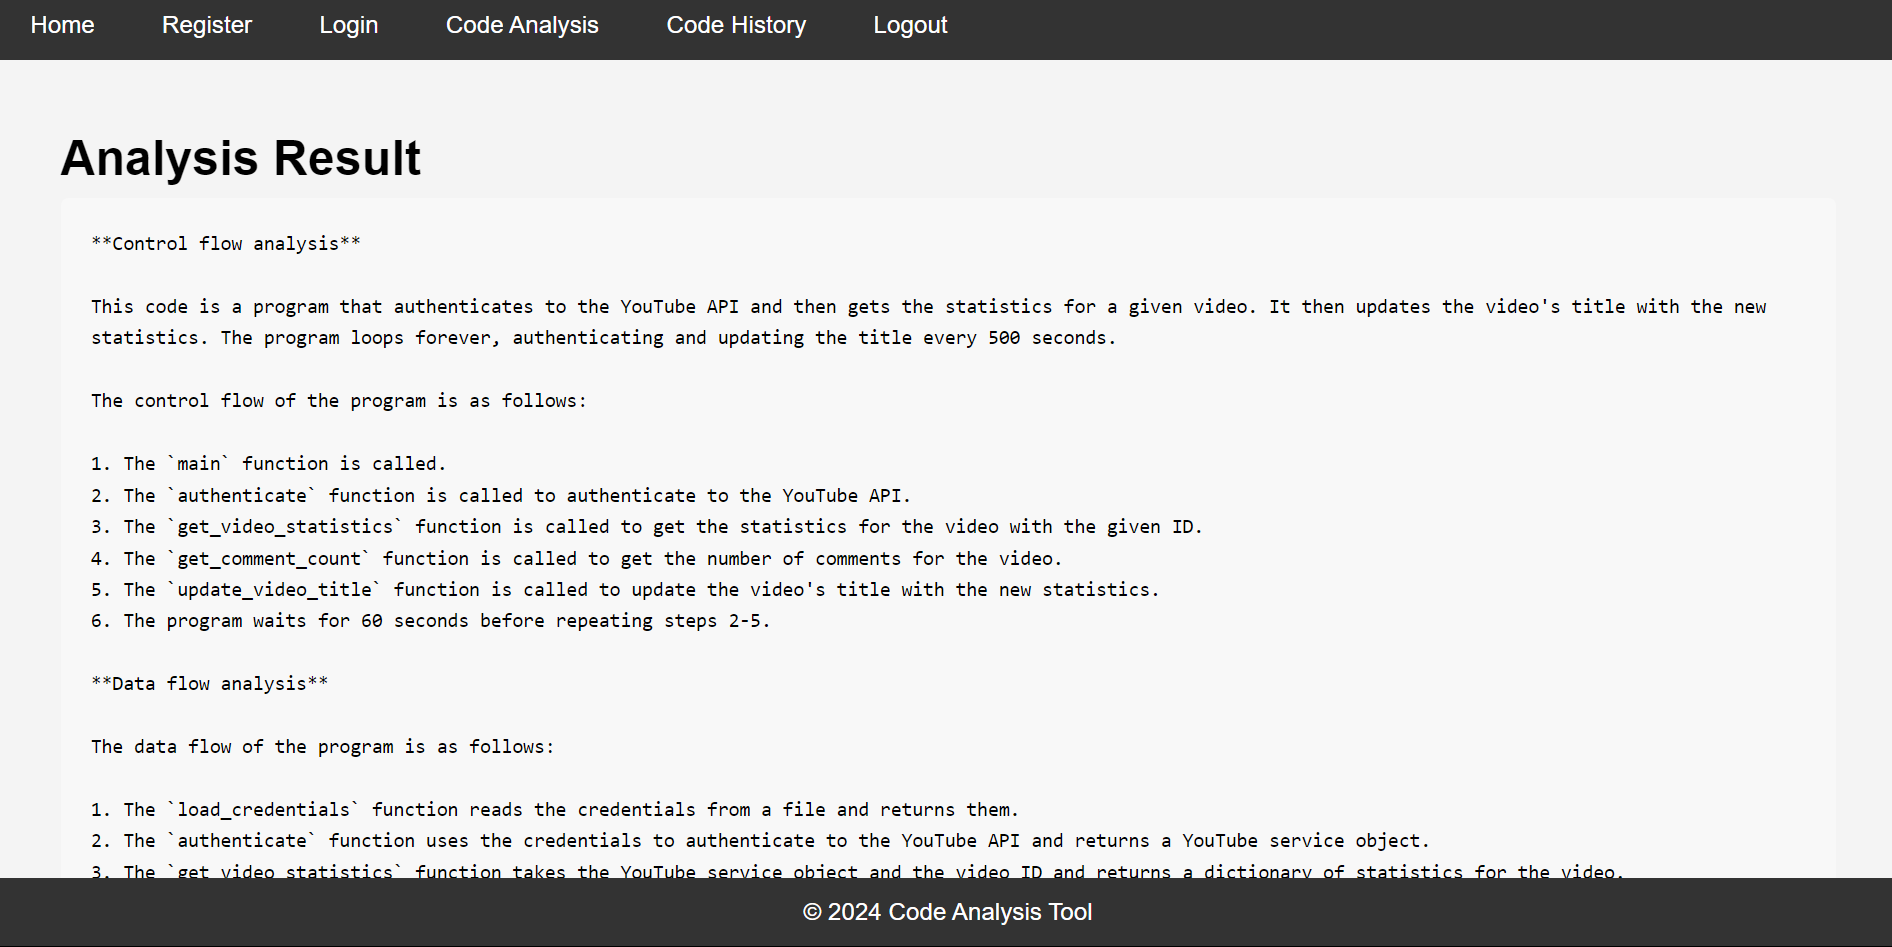 Home Register Login Code Analysis Code History Logout
Analysis Result
**Control flow analysis**
This code is a program that authenticates to the YouTube API and then gets the statistics for a given video. It then updates the video's title with the new
statistics. The program loops forever, authenticating and updating the title every 500 seconds.
The control flow of the program is as follows:
1. The `main` function is called.
2. The `authenticate` function is called to authenticate to the YouTube API.
3. The `get_video_statistics` function is called to get the statistics for the video with the given ID.
4. The `get_comment_count` function is called to get the number of comments for the video.
5. The `update_video_title` function is called to update the video's title with the new statistics.
6. The program waits for 60 seconds before repeating steps 2-5.
**Data flow analysis**
The data flow of the program is as follows:
1. The `load_credentials` function reads the credentials from a file and returns them.
2. The `authenticate` function uses the credentials to authenticate to the YouTube API and returns a YouTube service object.
3. The `get_video_statistics` function takes the YouTube service object and the video ID and returns a dictionary of statistics for the video.
© 2024 Code Analysis Tool